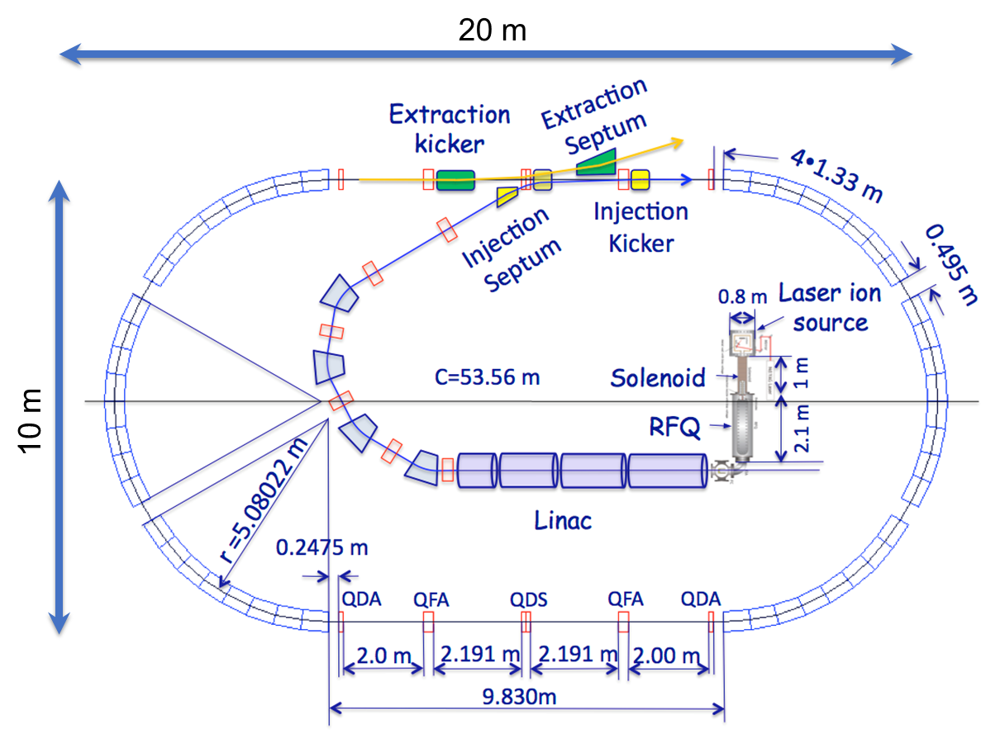 20 m
Extraction
kicker
Extraction
Septum
4•1.33 m
Injection
Septum
Injection
Kicker
0.495 m
10 m
0.8 m
Laser ion
source
C=53.56 m
Solenoid
1 m
RFQ
2.1 m
r =5.08022 m
Linac
0.2475 m
QDA QFA QDS QFA QDA
2.0 m 2.191 m 2.191 m 2.00 m
9.830m